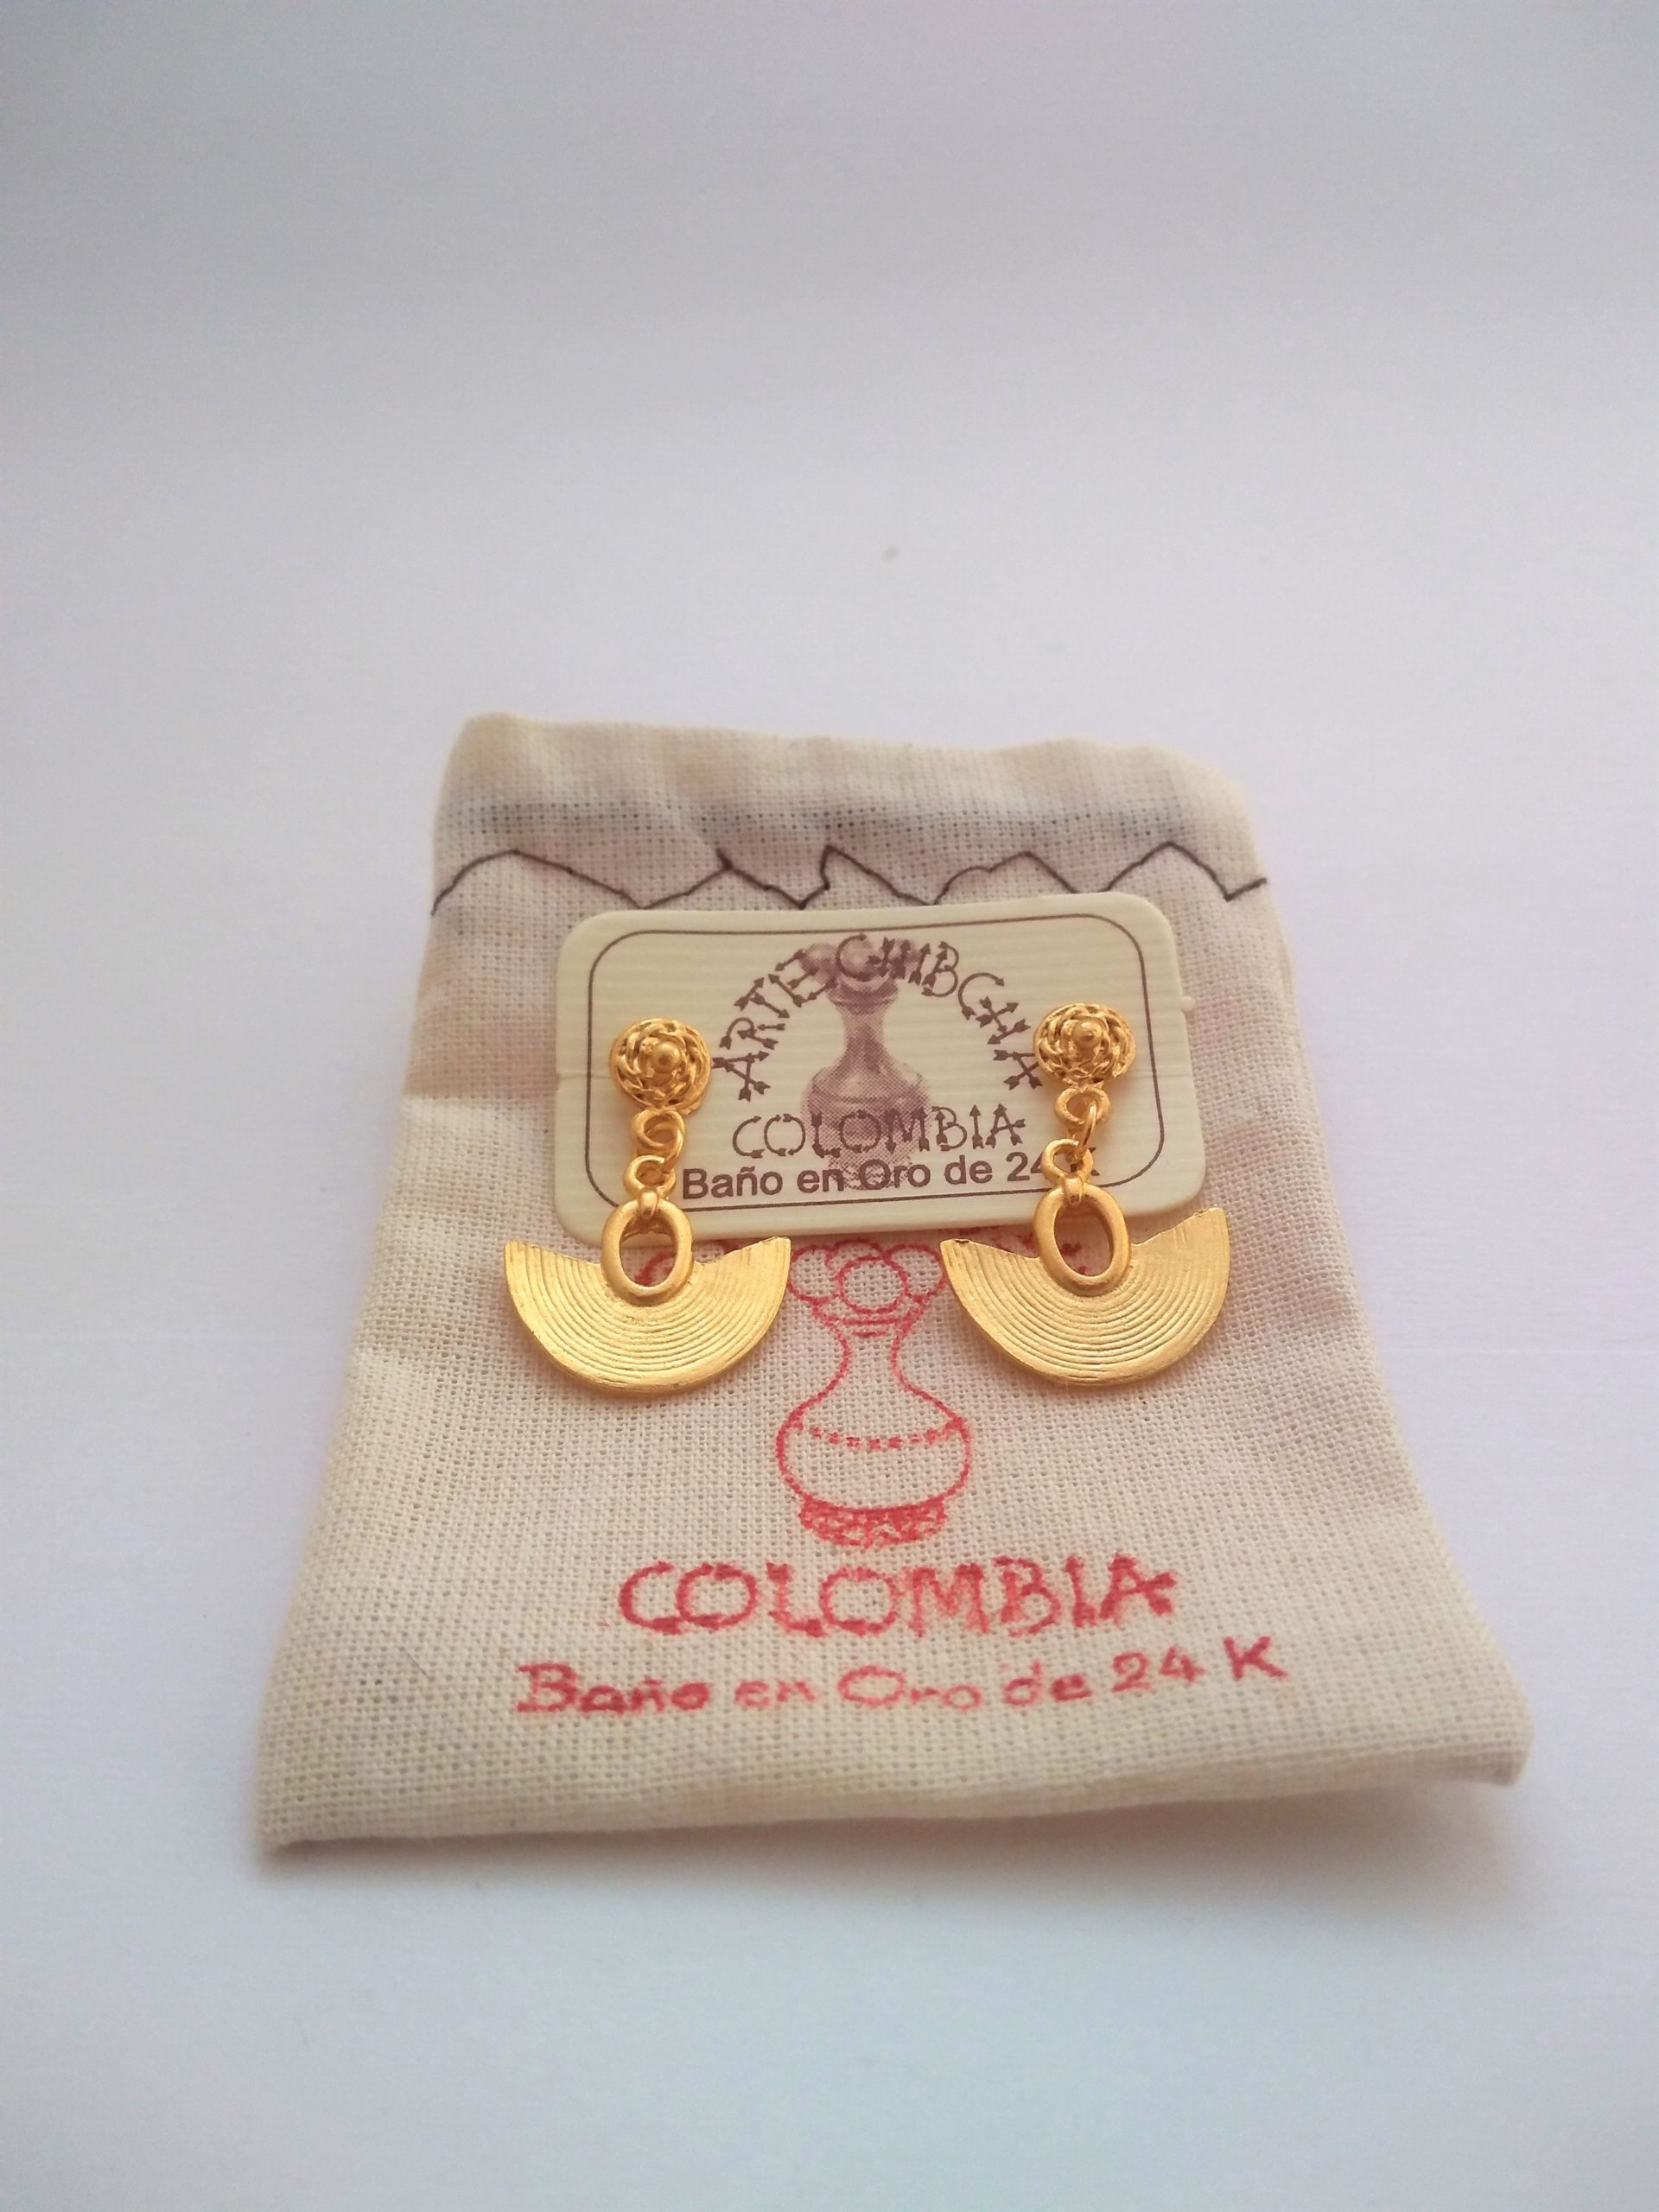 ARTE CHIBCHA
COLOMBIA
Baño en Oro de 24 K
COLOMBIA
Baño en Oro de 24 K